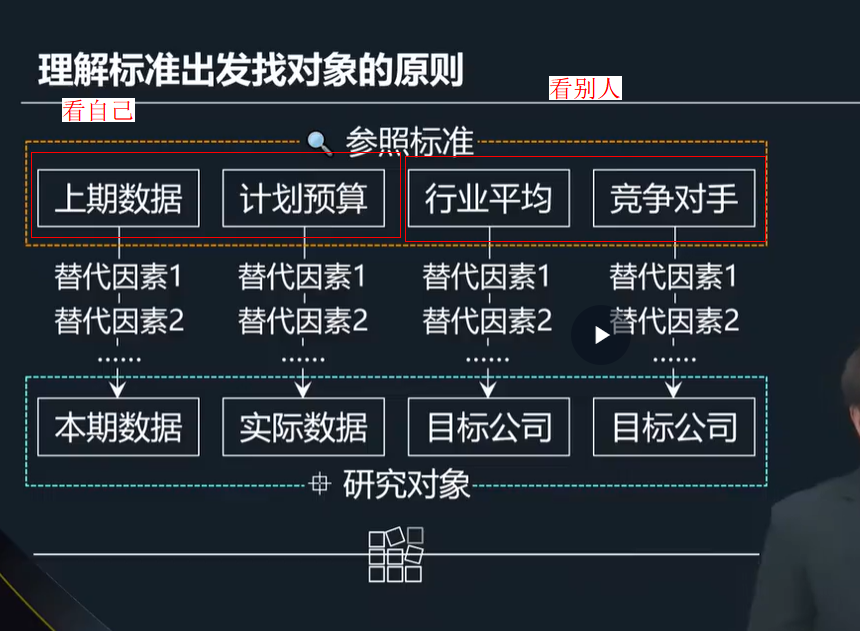 理解标准出发找对象的原则
看别人
看自己
参照标准
上期数据 计划预算 行业平均 竞争对手
替代因素1 替代因素1 替代因素1 替代因素1
替代因素2 替代因素2 替代因素2 替代因素2
…… …… …… ……
本期数据 实际数据 目标公司 目标公司
研究对象